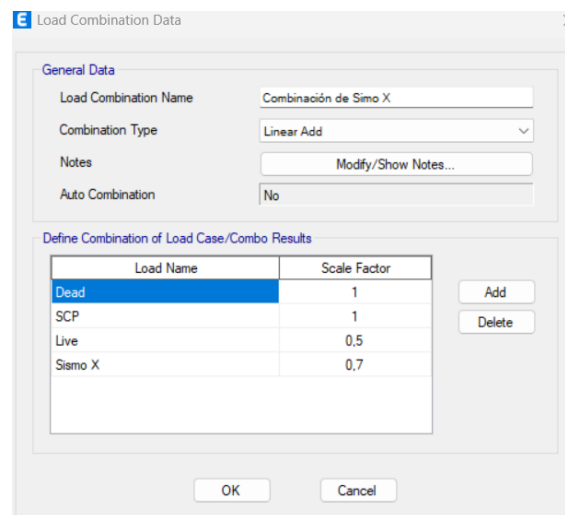 E Load Combination Data
General Data
Load Combination Name Combinación de Simo X
Combination Type Linear Add
Notes Modify/Show Notes...
Auto Combination No
Define Combination of Load Case/Combo Results
Load Name Scale Factor
Dead 1 Add
SCP 1 Delete
Live 0,5
Sismo X 0,7
OK Cancel